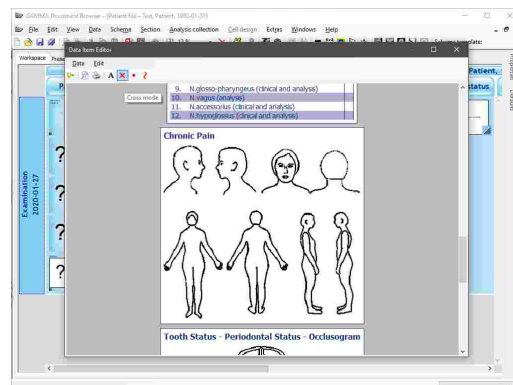 GAMMA Document Browser - [Patient file - Test, Patient, 1980-01-31]
File Edit View Data Schema Section Analysis collection Cell design Extras Windows Help
Workspace
Data Item Editor
Data Edit
Cross mode
9. N.glosso-pharyngeus (clinical and analysis)
10. N.vagus (analysis)
11. N.accessorius (clinical and analysis)
12. N.hypoglossus (clinical and analysis)
Chronic Pain
Tooth Status - Periodontal Status - Occlusogram
Examination
2020-01-27
Patient,
status
template: